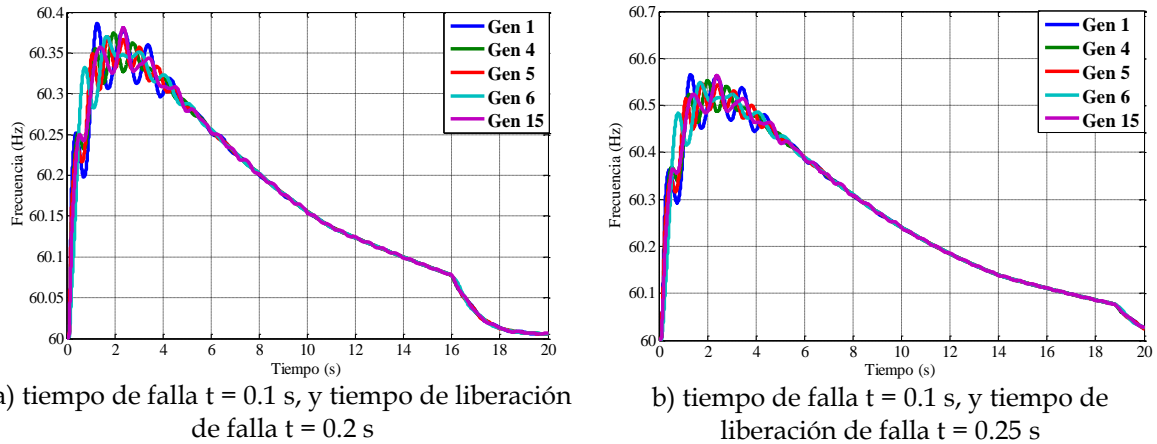 60.4
60.35
60.3
60.25
60.2
60.15
60.1
60.05
60
Frecuencia (Hz)
Gen 1
Gen 4
Gen 5
Gen 6
Gen 15
0 2 4 6 8 10 12 14 16 18 20
Tiempo (s)
a) tiempo de falla t = 0.1 s, y tiempo de liberación
de falla t = 0.2 s
60.7
60.6
60.5
60.4
60.3
60.2
60.1
60
Frecuencia (Hz)
Gen 1
Gen 4
Gen 5
Gen 6
Gen 15
0 2 4 6 8 10 12 14 16 18 20
Tiempo (s)
b) tiempo de falla t = 0.1 s, y tiempo de
liberación de falla t = 0.25 s